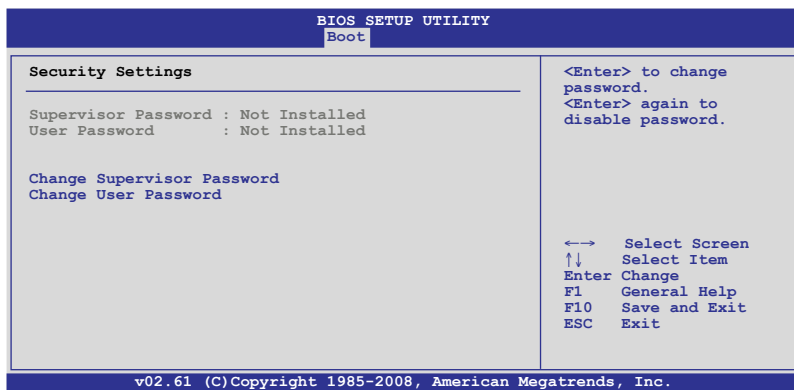 BIOS SETUP UTILITY
Boot
Security Settings
Supervisor Password : Not Installed
User Password : Not Installed
Change Supervisor Password
Change User Password
<Enter> to change
password.
<Enter> again to
disable password.
←→ Select Screen
↑↓ Select Item
Enter Change
F1 General Help
F10 Save and Exit
ESC Exit
v02.61 (C)Copyright 1985-2008, American Megatrends, Inc.